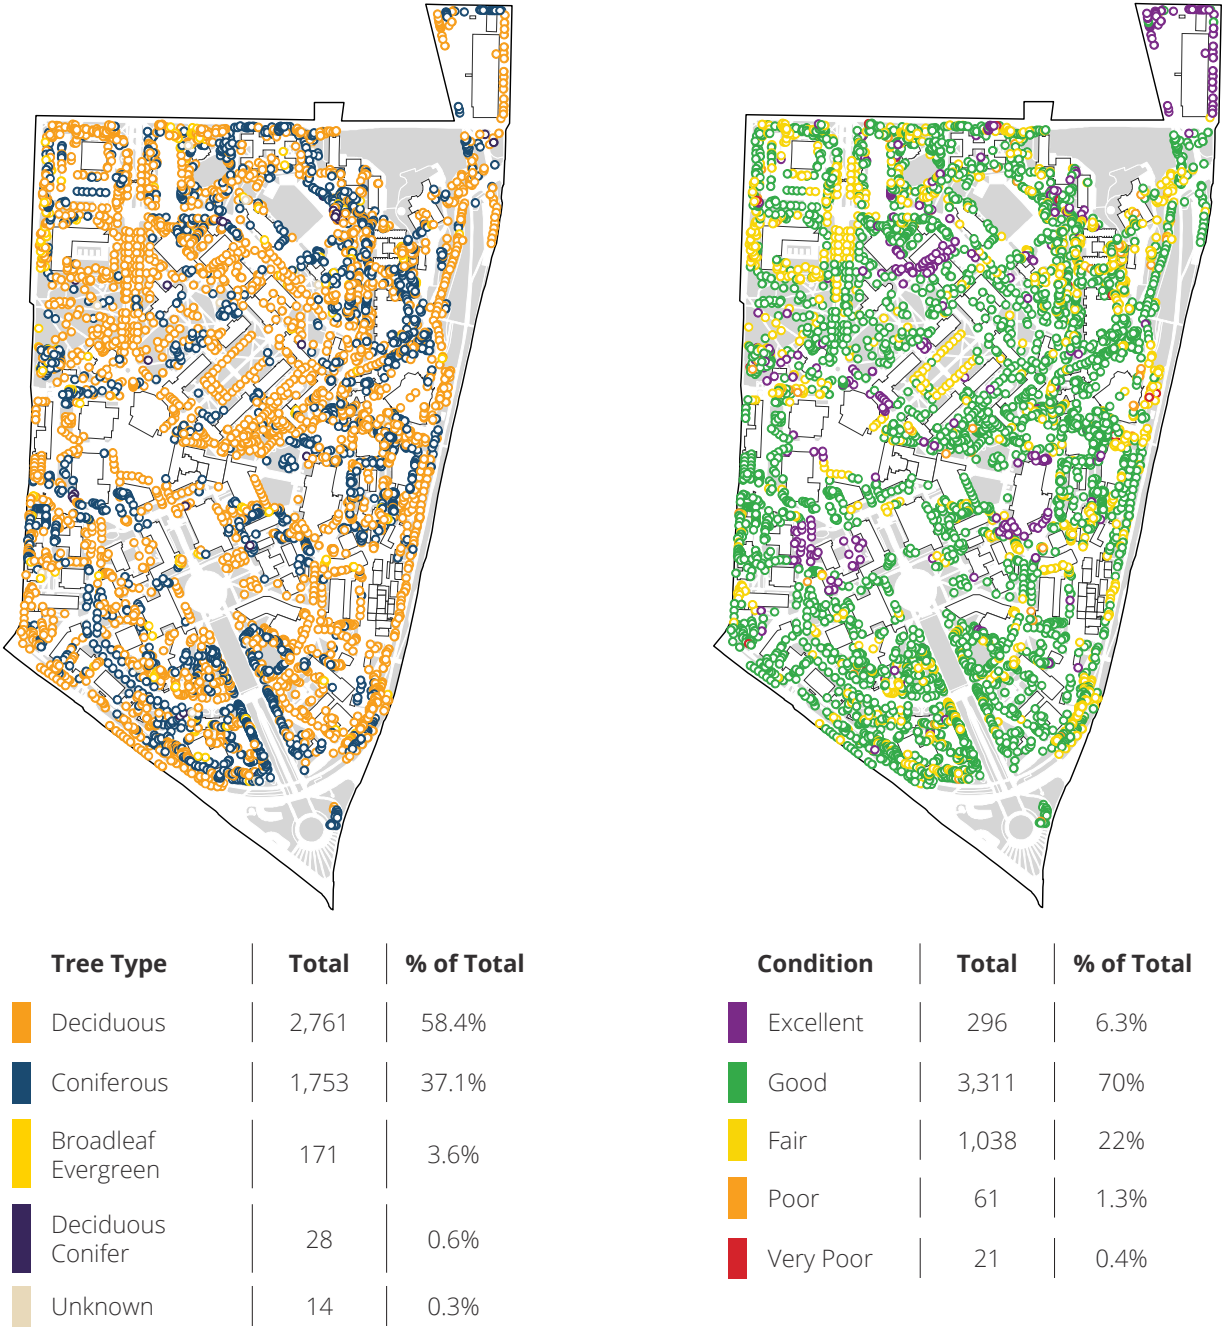 Tree Type Total % of Total
Deciduous 2,761 58.4%
Coniferous 1,753 37.1%
Broadleaf
Evergreen 171 3.6%
Deciduous
Conifer 28 0.6%
Unknown 14 0.3%
Condition Total % of Total
Excellent 296 6.3%
Good 3,311 70%
Fair 1,038 22%
Poor 61 1.3%
Very Poor 21 0.4%